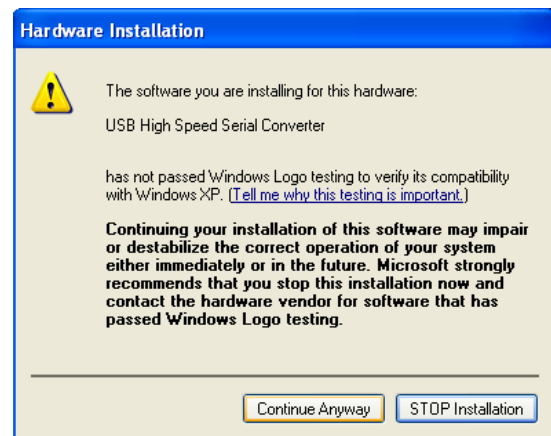 Hardware Installation
The software you are installing for this hardware:
USB High Speed Serial Converter
has not passed Windows Logo testing to verify its compatibility
with Windows XP. (Tell me why this testing is important.)
Continuing your installation of this software may impair
or destabilize the correct operation of your system
either immediately or in the future. Microsoft strongly
recommends that you stop this installation now and
contact the hardware vendor for software that has
passed Windows Logo testing.
Continue Anyway STOP Installation